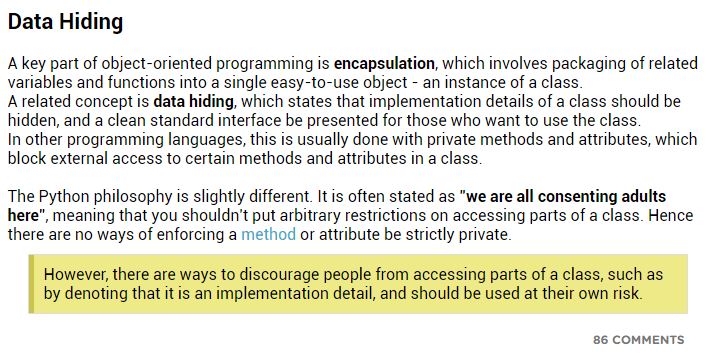 Data Hiding
A key part of object-oriented programming is encapsulation, which involves packaging of related
variables and functions into a single easy-to-use object - an instance of a class.
A related concept is data hiding, which states that implementation details of a class should be
hidden, and a clean standard interface be presented for those who want to use the class.
In other programming languages, this is usually done with private methods and attributes, which
block external access to certain methods and attributes in a class.
The Python philosophy is slightly different. It is often stated as "we are all consenting adults
here", meaning that you shouldn't put arbitrary restrictions on accessing parts of a class. Hence
there are no ways of enforcing a method or attribute be strictly private.
However, there are ways to discourage people from accessing parts of a class, such as
by denoting that it is an implementation detail, and should be used at their own risk.
86 COMMENTS